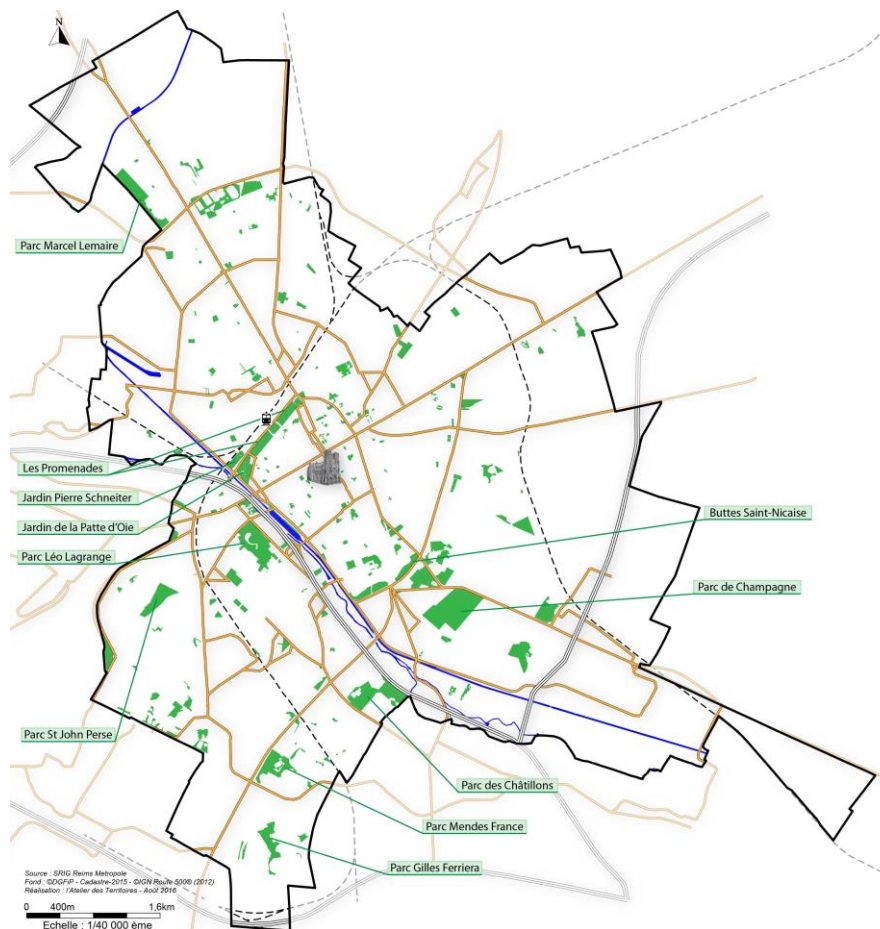 N
Parc Marcel Lemaire
Les Promenades
Jardin Pierre Schneiter
Jardin de la Patte d'Oie
Parc Léo Lagrange
Buttes Saint-Nicaise
Parc de Champagne
Parc St John Perse
Parc des Châtillons
Parc Mendes France
Parc Gilles Ferriera
Source : SRIG Reims Metropole
Fond : ©DGFiP - Cadastre-2015 - ©IGN Route 500® (2012)
Réalisation : l'Atelier des Territoires - Août 2016
0 400m 1,6km
Echelle : 1/40 000 ème